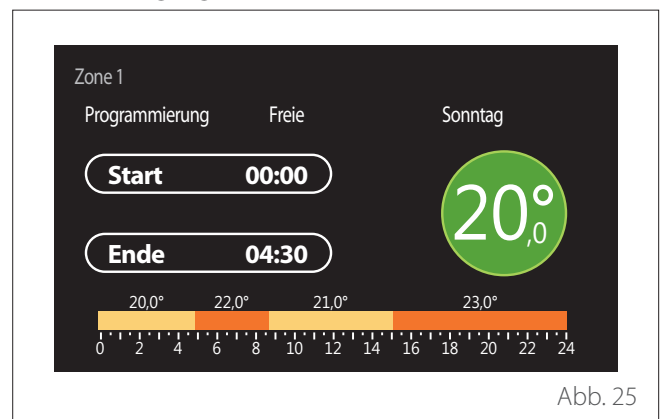 Zone 1
Programmierung Freie Sonntag
Start 00:00
20,0°
Ende 04:30
20,0° 22,0° 21,0° 23,0°
0 2 4 6 8 10 12 14 16 18 20 22 24
Abb. 25